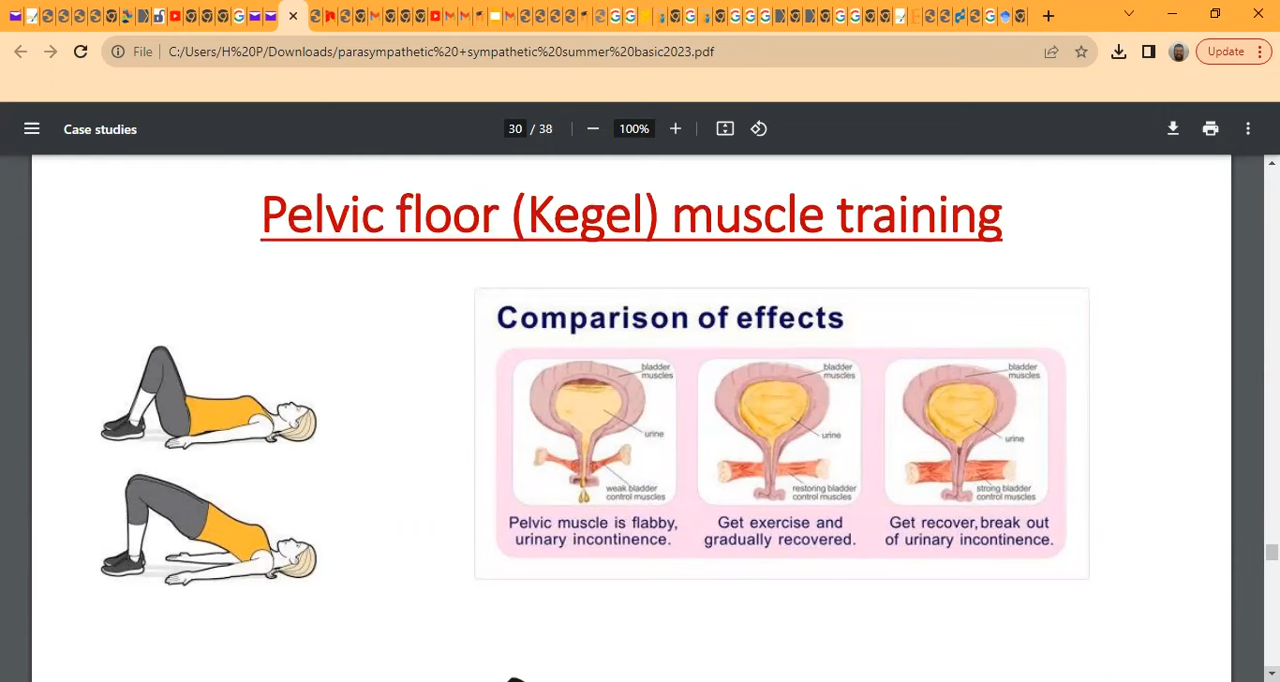 File
C:/Users/H%20P/Downloads/parasympathetic%20+sympathetic%20summer%20basic2023.pdf
Update
Case studies
30 / 38
100%
Pelvic floor (Kegel) muscle training
Comparison of effects
bladder
muscles
urine
weak bladder
control muscles
bladder
muscles
urine
restoring bladder
control muscles
bladder
muscles
urine
strong bladder
control muscles
Pelvic muscle is flabby,
urinary incontinence.
Get exercise and
gradually recovered.
Get recover, break out
of urinary incontinence.